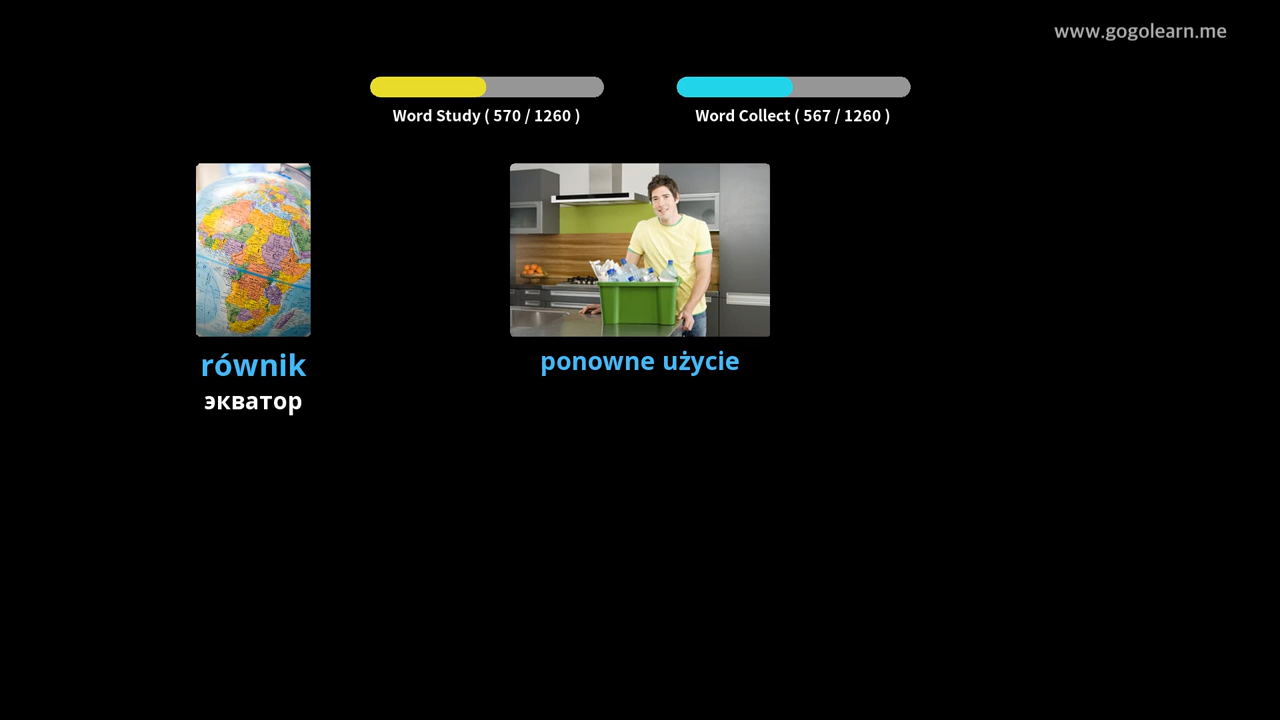 www.gogolearn.me
Word Study ( 570 / 1260 )
Word Collect ( 567 / 1260 )
równik
экватор
ponowne użycie